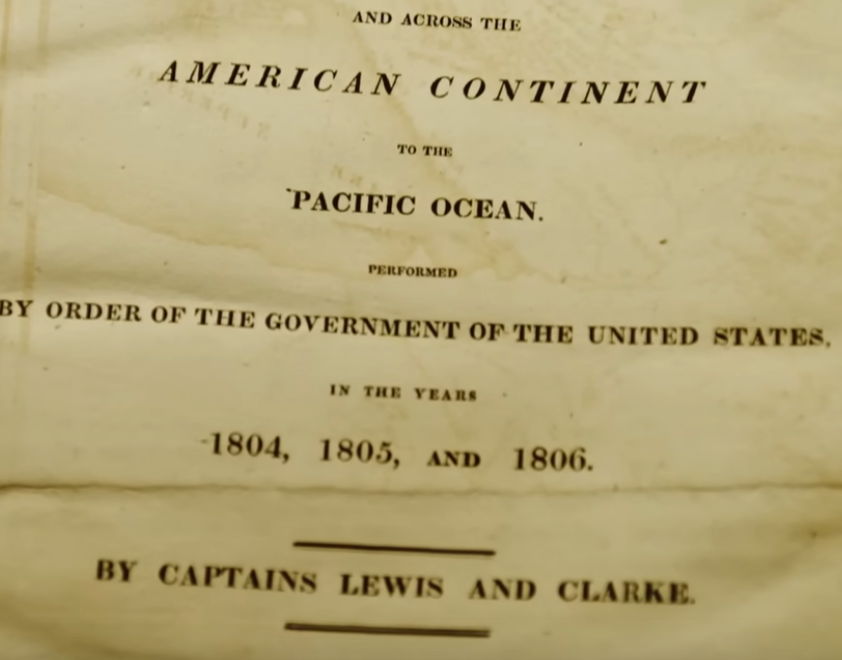 AND ACROSS THE
AMERICAN CONTINENT
TO THE
PACIFIC OCEAN.
PERFORMED
BY ORDER OF THE GOVERNMENT OF THE UNITED STATES.
IN THE YEARS
1804, 1805, AND 1806.
BY CAPTAINS LEWIS AND CLARKE.